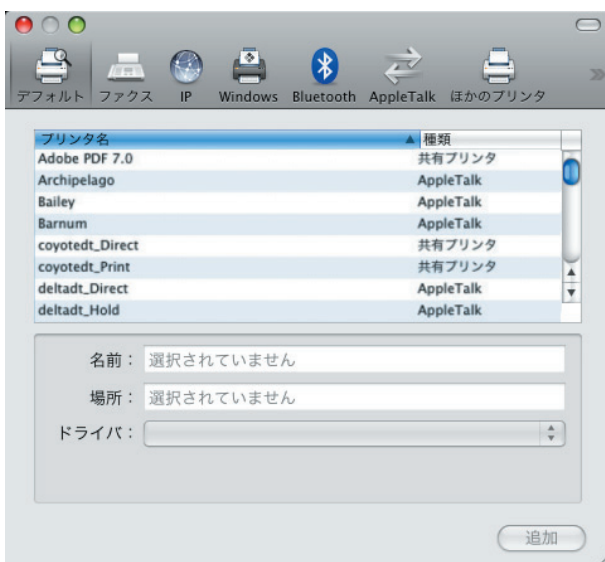 デフォルト ファクス IP Windows Bluetooth AppleTalk ほかのプリンタ
プリンタ名 種類
Adobe PDF 7.0 共有プリンタ
Archipelago AppleTalk
Bailey AppleTalk
Barnum AppleTalk
coyotedt_Direct 共有プリンタ
coyotedt_Print 共有プリンタ
deltadt_Direct AppleTalk
deltadt_Hold AppleTalk
名前： 選択されていません
場所： 選択されていません
ドライバ：
追加